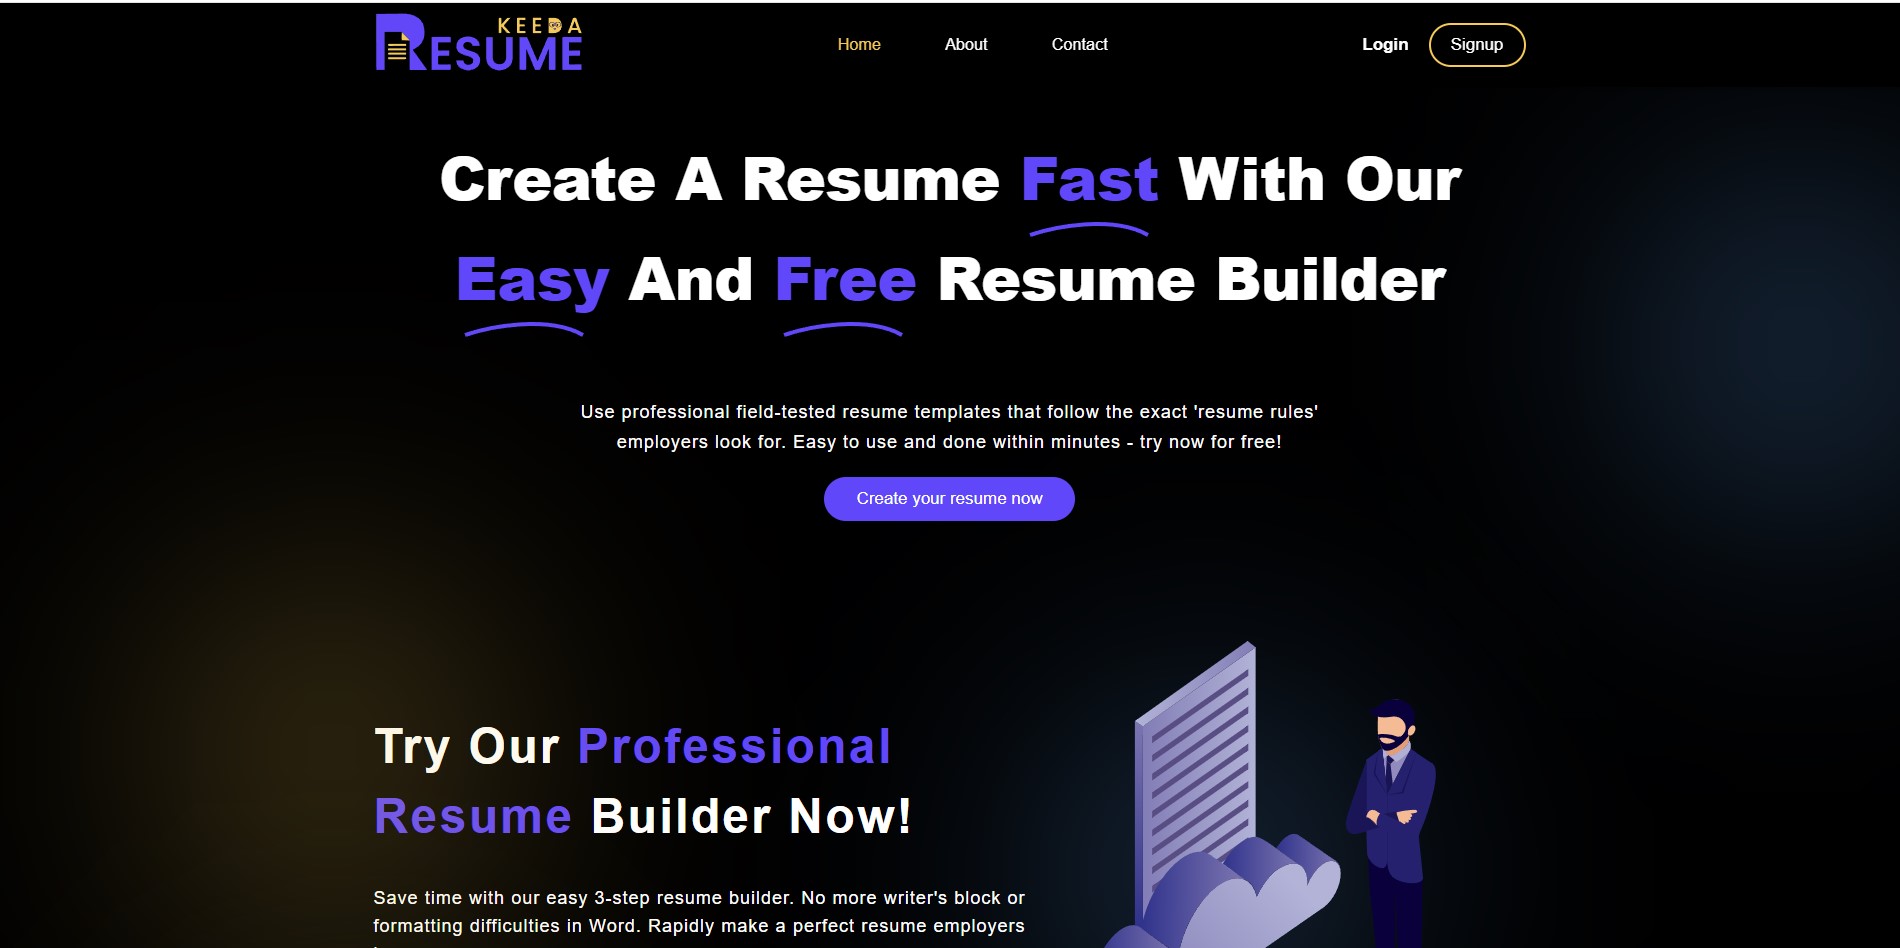 KEEDA
RESUME
Home
About
Contact
Login
Signup
Create A Resume Fast With Our
Easy And Free Resume Builder
Use professional field-tested resume templates that follow the exact 'resume rules'
employers look for. Easy to use and done within minutes - try now for free!
Create your resume now
Try Our Professional
Resume Builder Now!
Save time with our easy 3-step resume builder. No more writer's block or
formatting difficulties in Word. Rapidly make a perfect resume employers